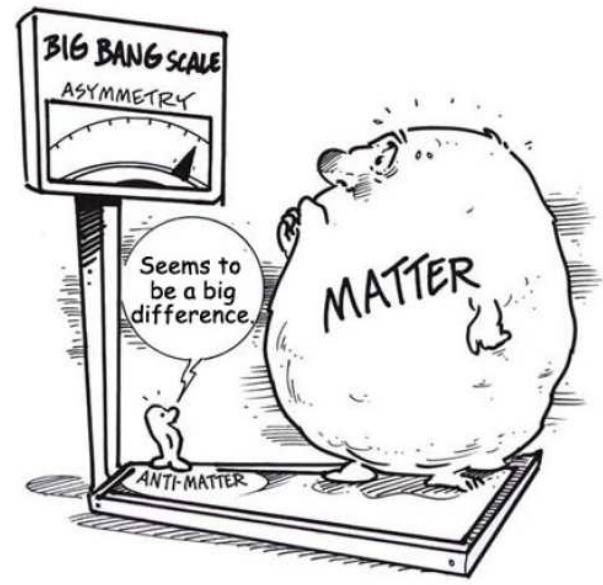 BIG BANG SCALE
ASYMMETRY
Seems to
be a big
difference.
MATTER
ANTI-MATTER